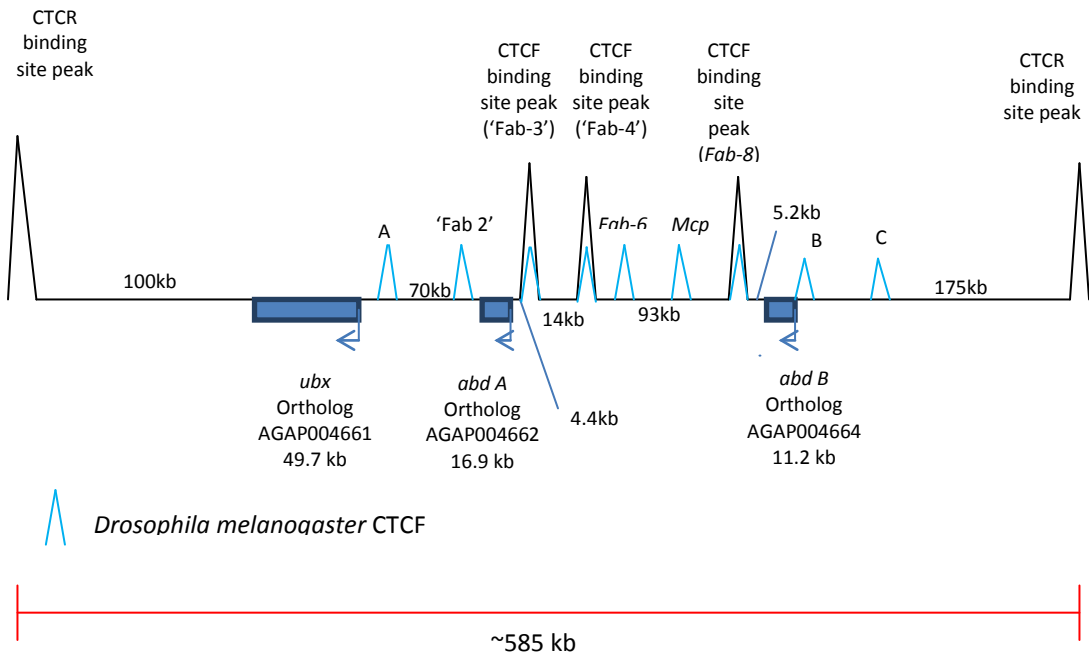 CTCR
binding
site peak
CTCF
binding
site peak
('Fab-3')
CTCF
binding
site peak
('Fab-4')
CTCF
binding
site
peak
(Fab-8)
CTCR
binding
site peak
A
'Fab 2'
Fab-6
Mcp
5.2kb
B
C
100kb
70kb
14kb
93kb
175kb
ubx
Ortholog
AGAP004661
49.7 kb
abd A
Ortholog
AGAP004662
16.9 kb
4.4kb
abd B
Ortholog
AGAP004664
11.2 kb
Drosophila melanogaster CTCF
~585 kb